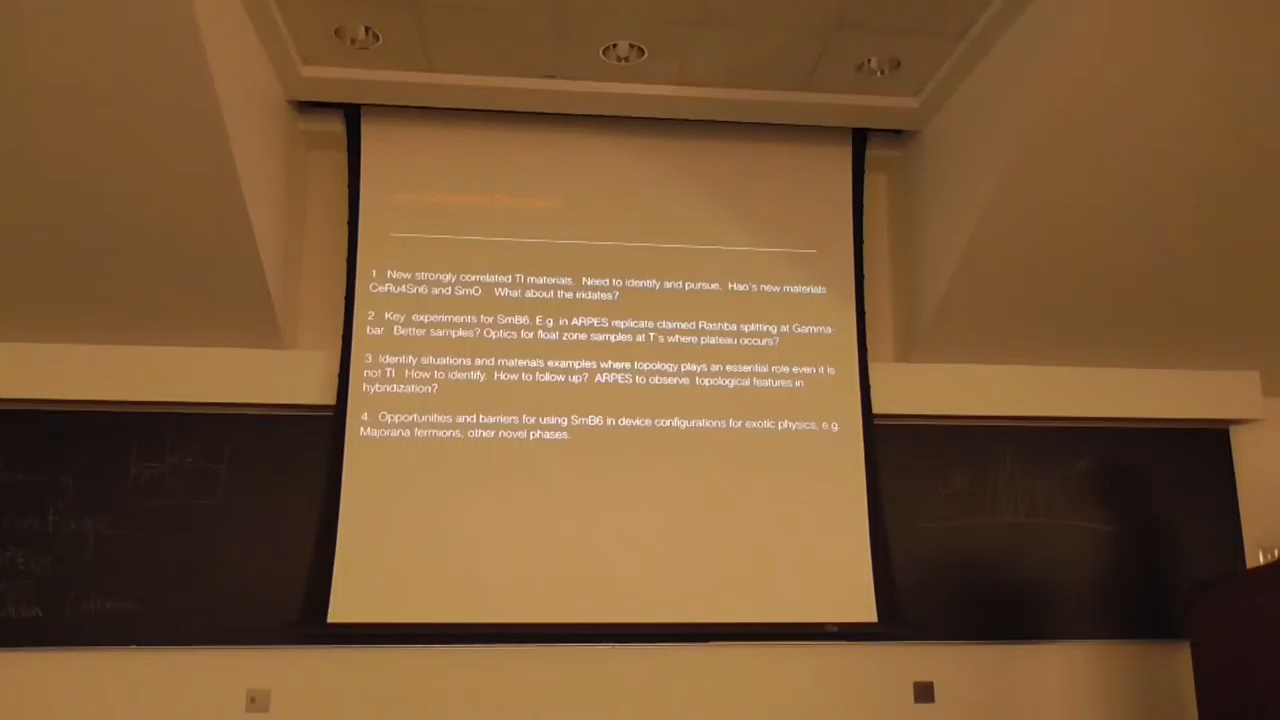 1. New strongly correlated TI materials. Need to identify and pursue. Hao's new materials
CeRu4Sn6 and SmO What about the iridates?
2. Key experiments for SmB6. E.g. in ARPES replicate claimed Rashba splitting at Gamma-
bar Better samples? Optics for float zone samples at T's where plateau occurs?
3. Identify situations and materials examples where topology plays an essential role even it is
not TI How to identify. How to follow up? ARPES to observe topological features in
hybridization?
4. Opportunities and barriers for using SmB6 in device configurations for exotic physics, e.g.
Majorana fermions, other novel phases.